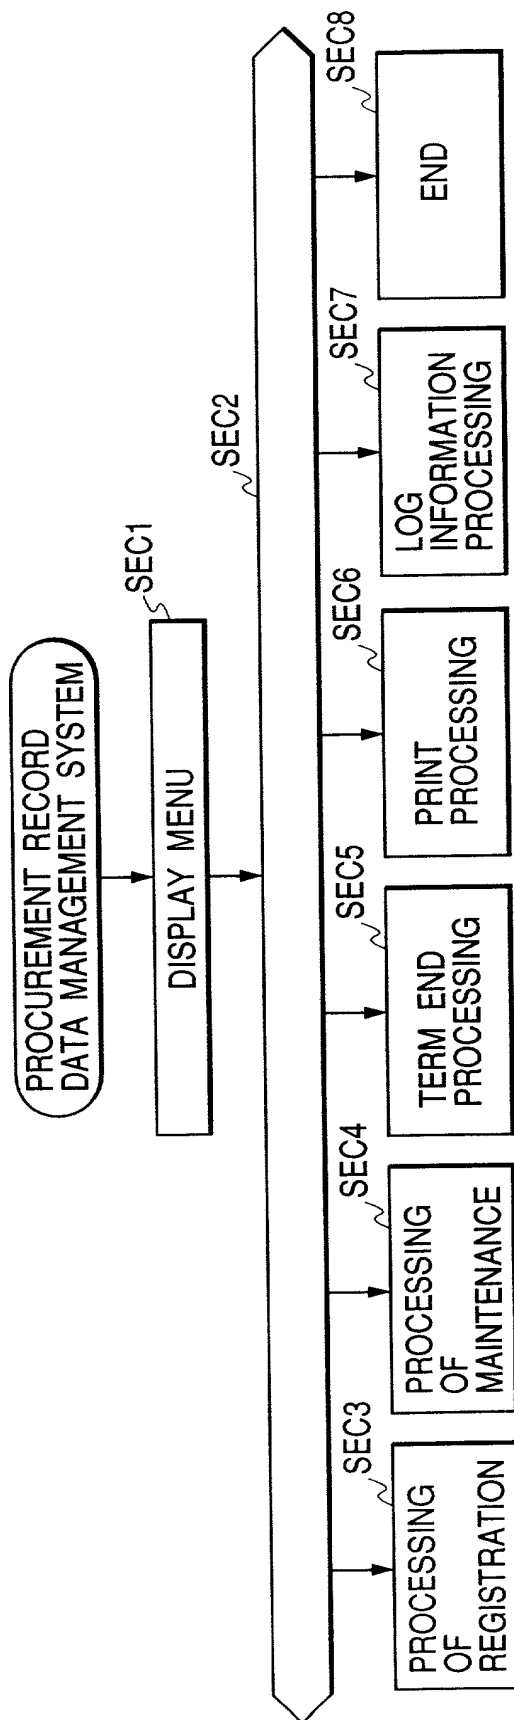 PROCUREMENT RECORD
DATA MANAGEMENT SYSTEM
SEC1
DISPLAY MENU
SEC2
SEC3
PROCESSING
OF
REGISTRATION
SEC4
PROCESSING
OF
MAINTENANCE
SEC5
TERM END
PROCESSING
SEC6
PRINT
PROCESSING
SEC7
LOG
INFORMATION
PROCESSING
SEC8
END